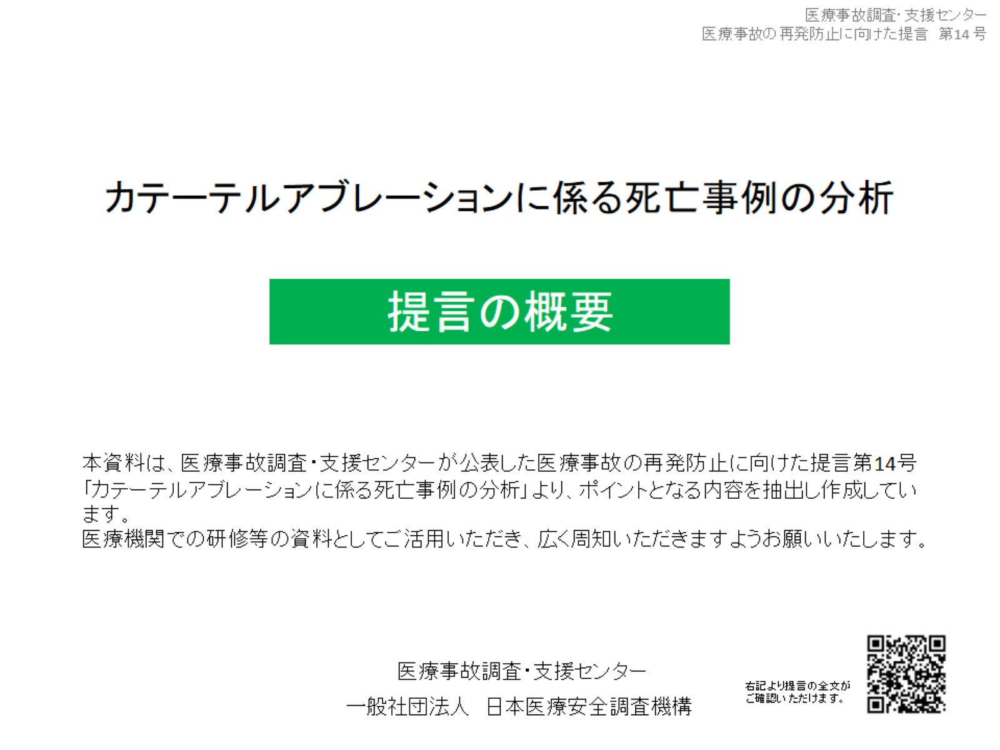 医療事故調査・支援センター
医療事故の再発防止に向けた提言　第14号
カテーテルアブレーションに係る死亡事例の分析
提言の概要
本資料は、医療事故調査・支援センターが公表した医療事故の再発防止に向けた提言第14号
「カテーテルアブレーションに係る死亡事例の分析」より、ポイントとなる内容を抽出し作成してい
ます。
医療機関での研修等の資料としてご活用いただき、広く周知いただきますようお願いいたします。
医療事故調査・支援センター
一般社団法人　日本医療安全調査機構
右記より提言の全文が
ご確認いただけます。